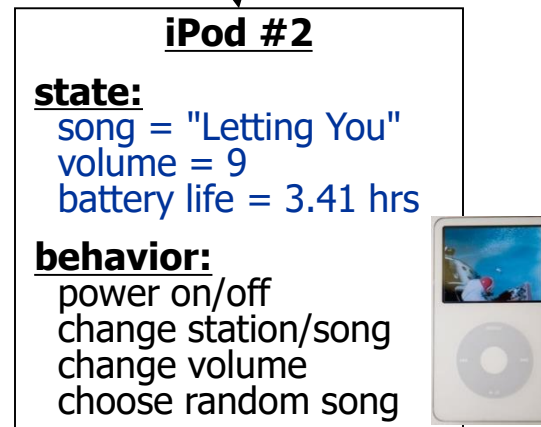 iPod #2
state:
song = "Letting You"
volume = 9
battery life = 3.41 hrs
behavior:
power on/off
change station/song
change volume
choose random song